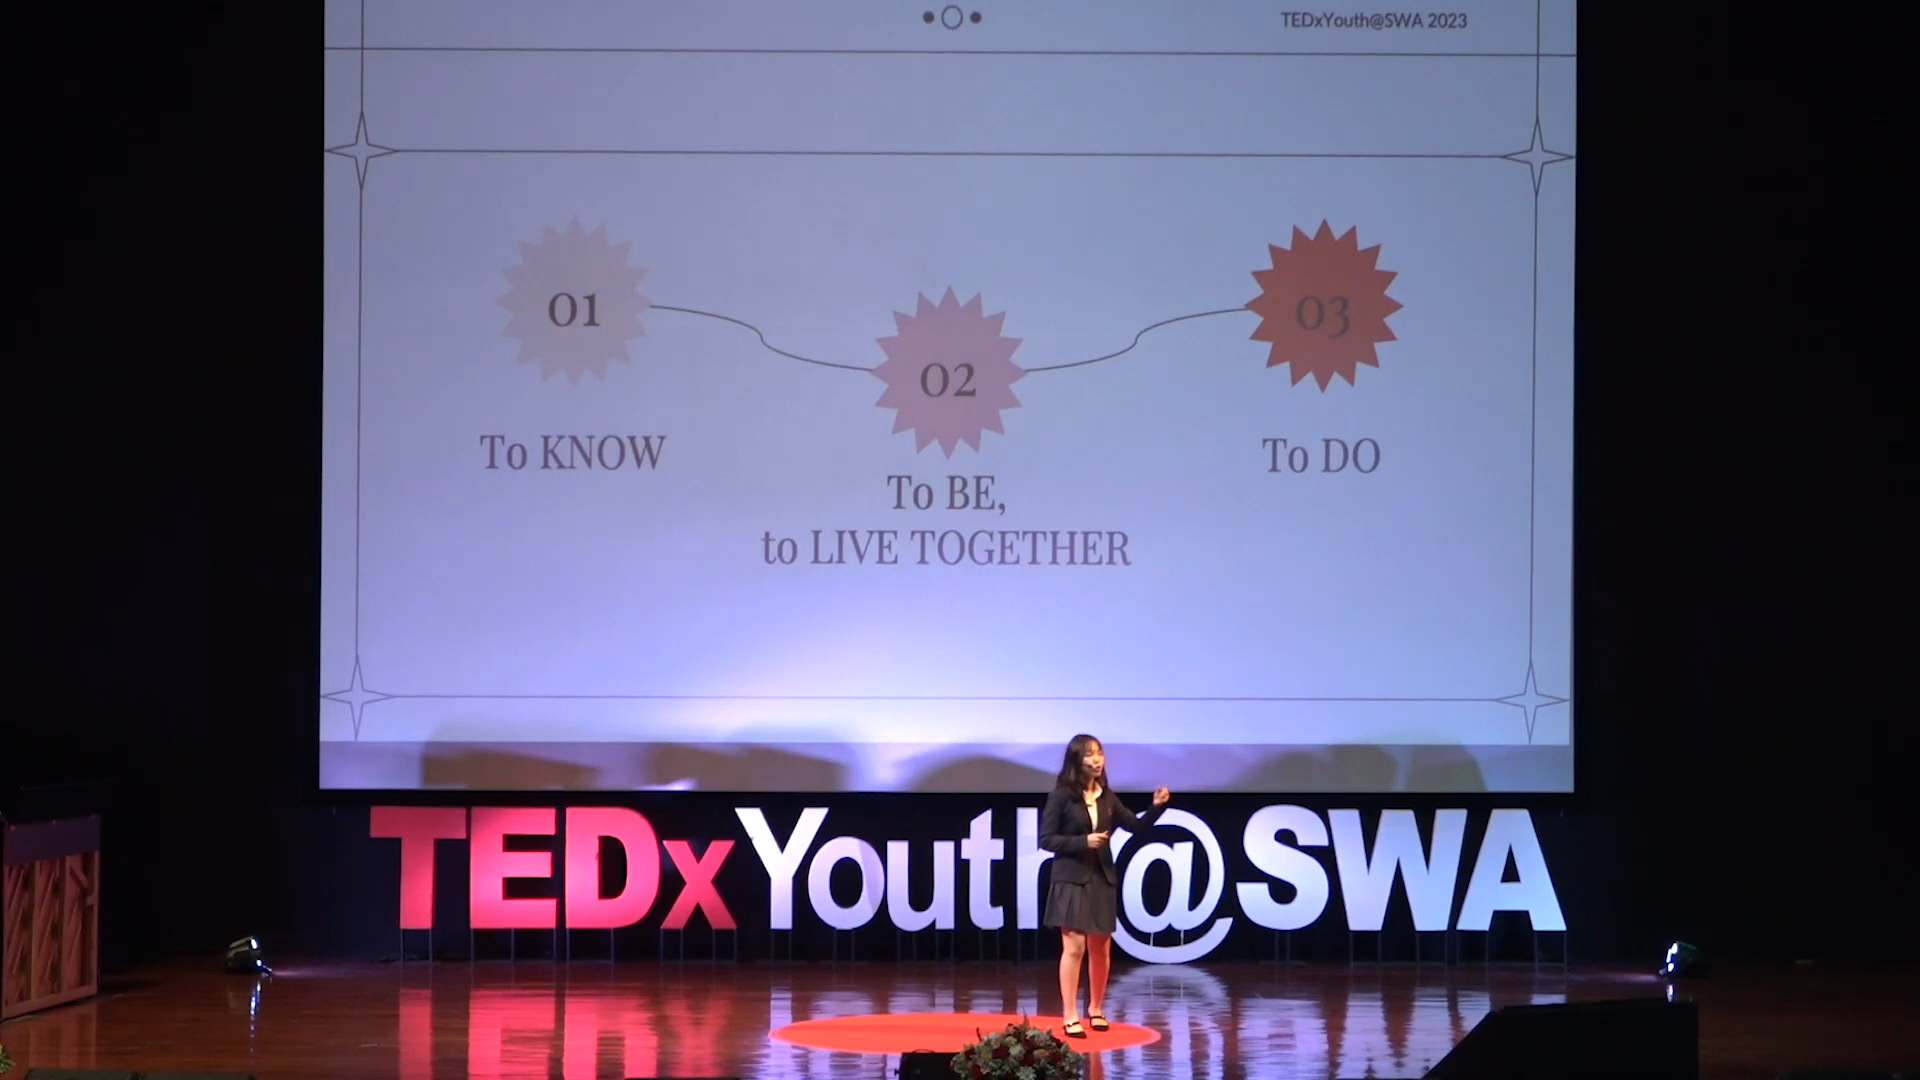 TEDxYouth@SWA 2023
01
02
03
To KNOW
To BE,
to LIVE TOGETHER
To DO
TEDxYouth@SWA